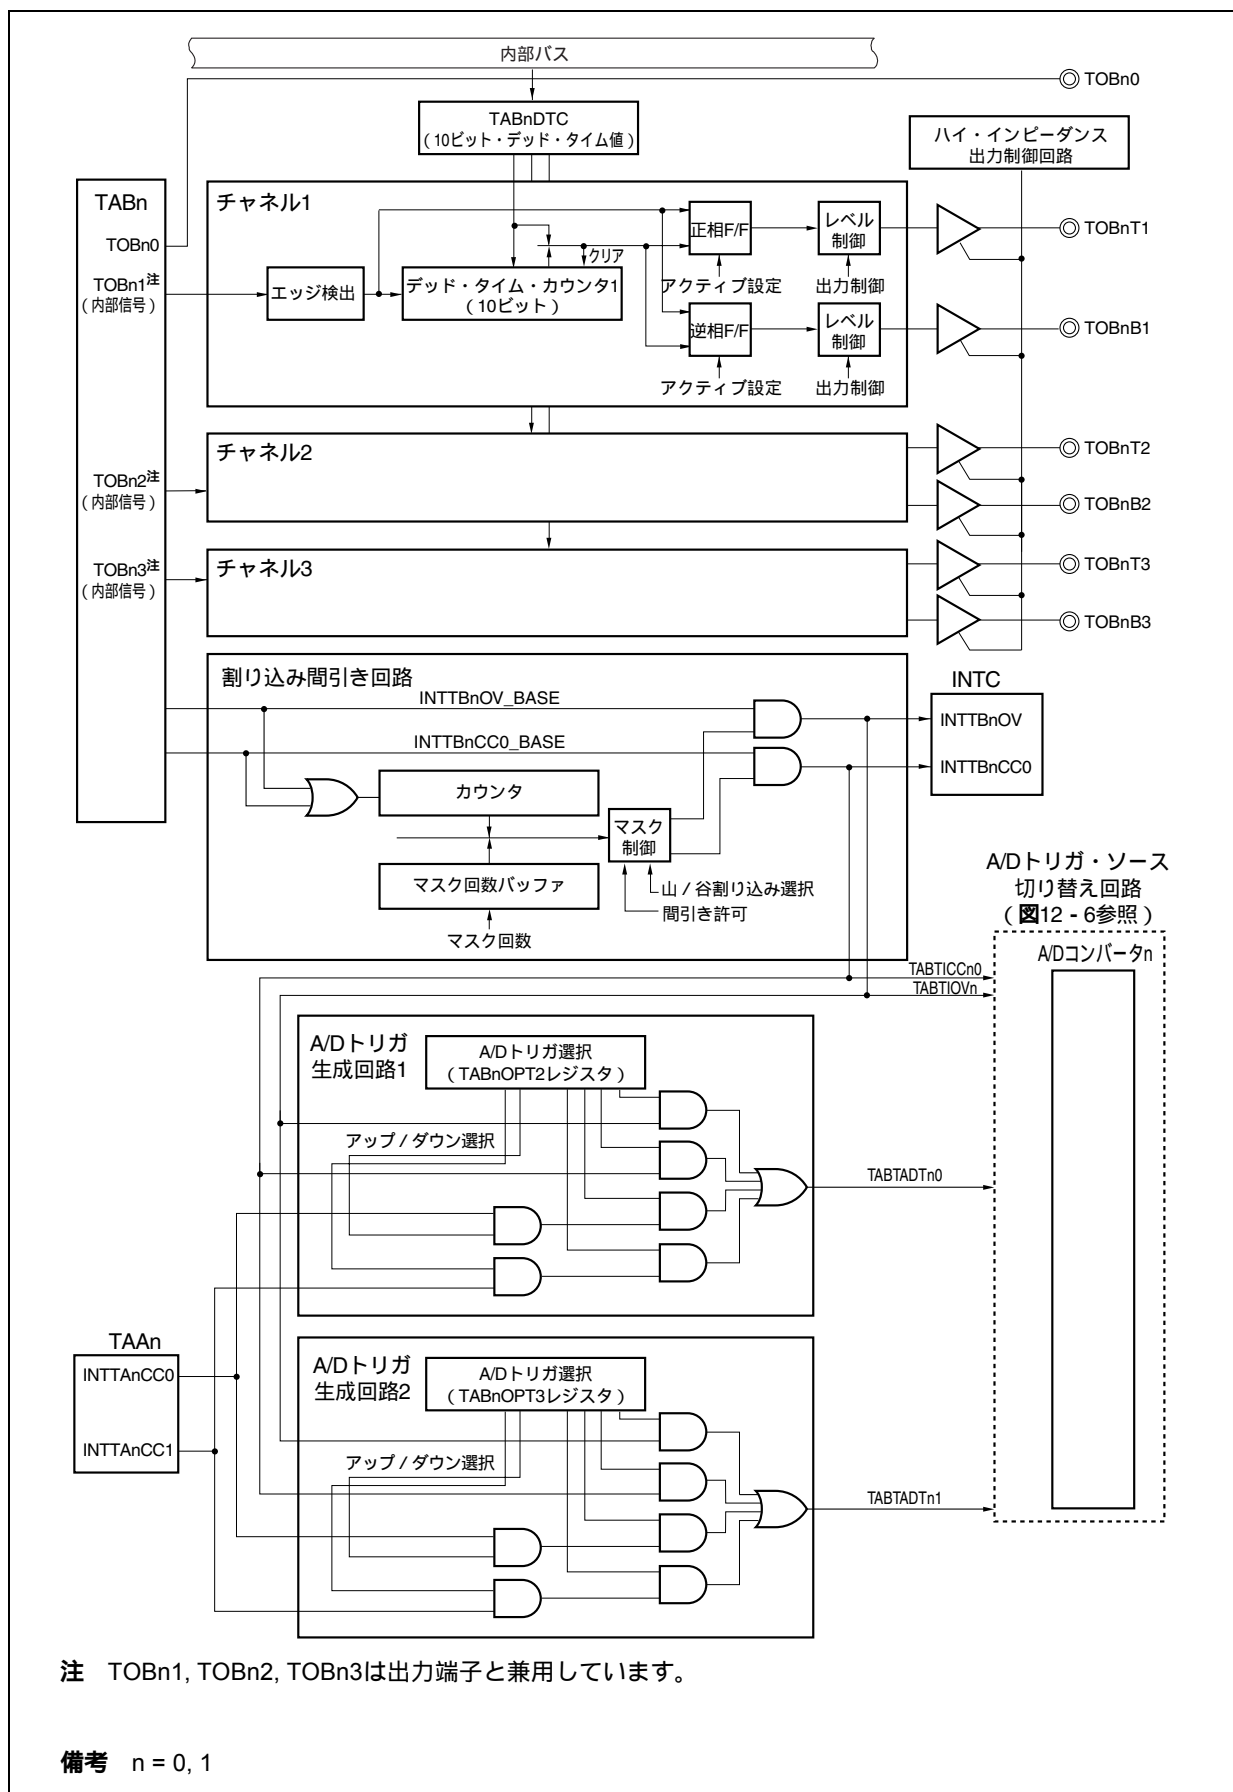 内部バス
TOBn0
TABnDTC
（10ビット・デッド・タイム値）
ハイ・インピーダンス
出力制御回路
TABn
TOBn0
TOBn1注
（内部信号）
チャネル1
エッジ検出
デッド・タイム・カウンタ1
（10ビット）
クリア
正相F/F
アクティブ設定
レベル
制御
出力制御
TOBnT1
逆相F/F
アクティブ設定
レベル
制御
出力制御
TOBnB1
TOBn2注
（内部信号）
チャネル2
TOBnT2
TOBnB2
TOBn3注
（内部信号）
チャネル3
TOBnT3
TOBnB3
割り込み間引き回路
INTTBnOV_BASE
INTTBnCC0_BASE
カウンタ
マスク回数バッファ
マスク回数
マスク
制御
山／谷割り込み選択
間引き許可
INTC
INTTBnOV
INTTBnCC0
A/Dトリガ・ソース
切り替え回路
（図12-6参照）
A/Dコンバータn
TABTICCn0
TABTIOVn
A/Dトリガ
生成回路1
A/Dトリガ選択
（TABnOPT2レジスタ）
アップ／ダウン選択
TABTADTn0
TAAn
INTTAnCC0
INTTAnCC1
A/Dトリガ
生成回路2
A/Dトリガ選択
（TABnOPT3レジスタ）
アップ／ダウン選択
TABTADTn1
注 TOBn1, TOBn2, TOBn3は出力端子と兼用しています。
備考 n = 0, 1